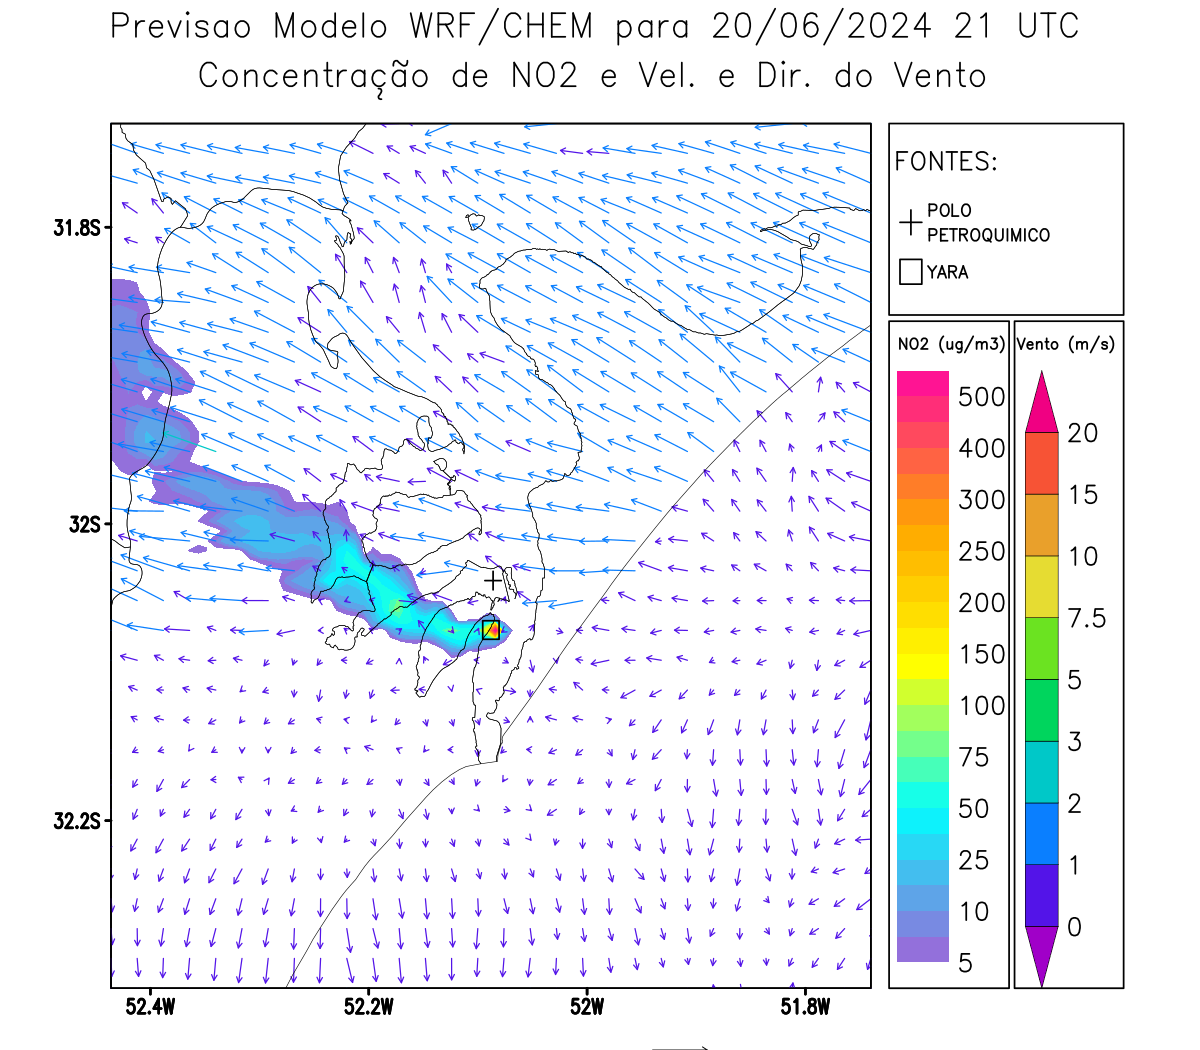 Previsao Modelo WRF/CHEM para 20/06/2024 21 UTC
Concentração de NO2 e Vel. e Dir. do Vento
FONTES:
POLO
PETROQUIMICO
YARA
NO2 (ug/m3)
500
400
300
250
200
150
100
75
50
25
10
5
Vento (m/s)
20
15
10
7.5
5
3
2
1
0
31.8S
32S
32.2S
52.4W
52.2W
52W
51.8W